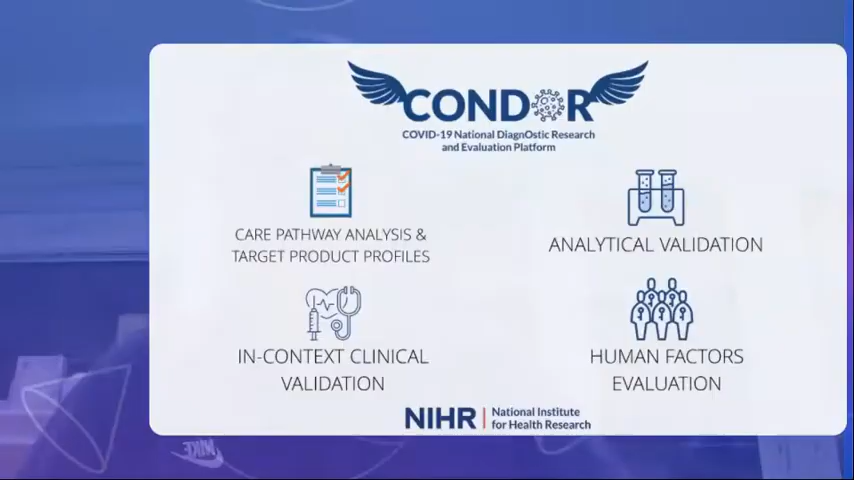 CONDOR
COVID-19 National DiagnOstic Research
and Evaluation Platform
CARE PATHWAY ANALYSIS &
TARGET PRODUCT PROFILES
ANALYTICAL VALIDATION
IN-CONTEXT CLINICAL
VALIDATION
HUMAN FACTORS
EVALUATION
NIHR | National Institute
for Health Research
NIKE